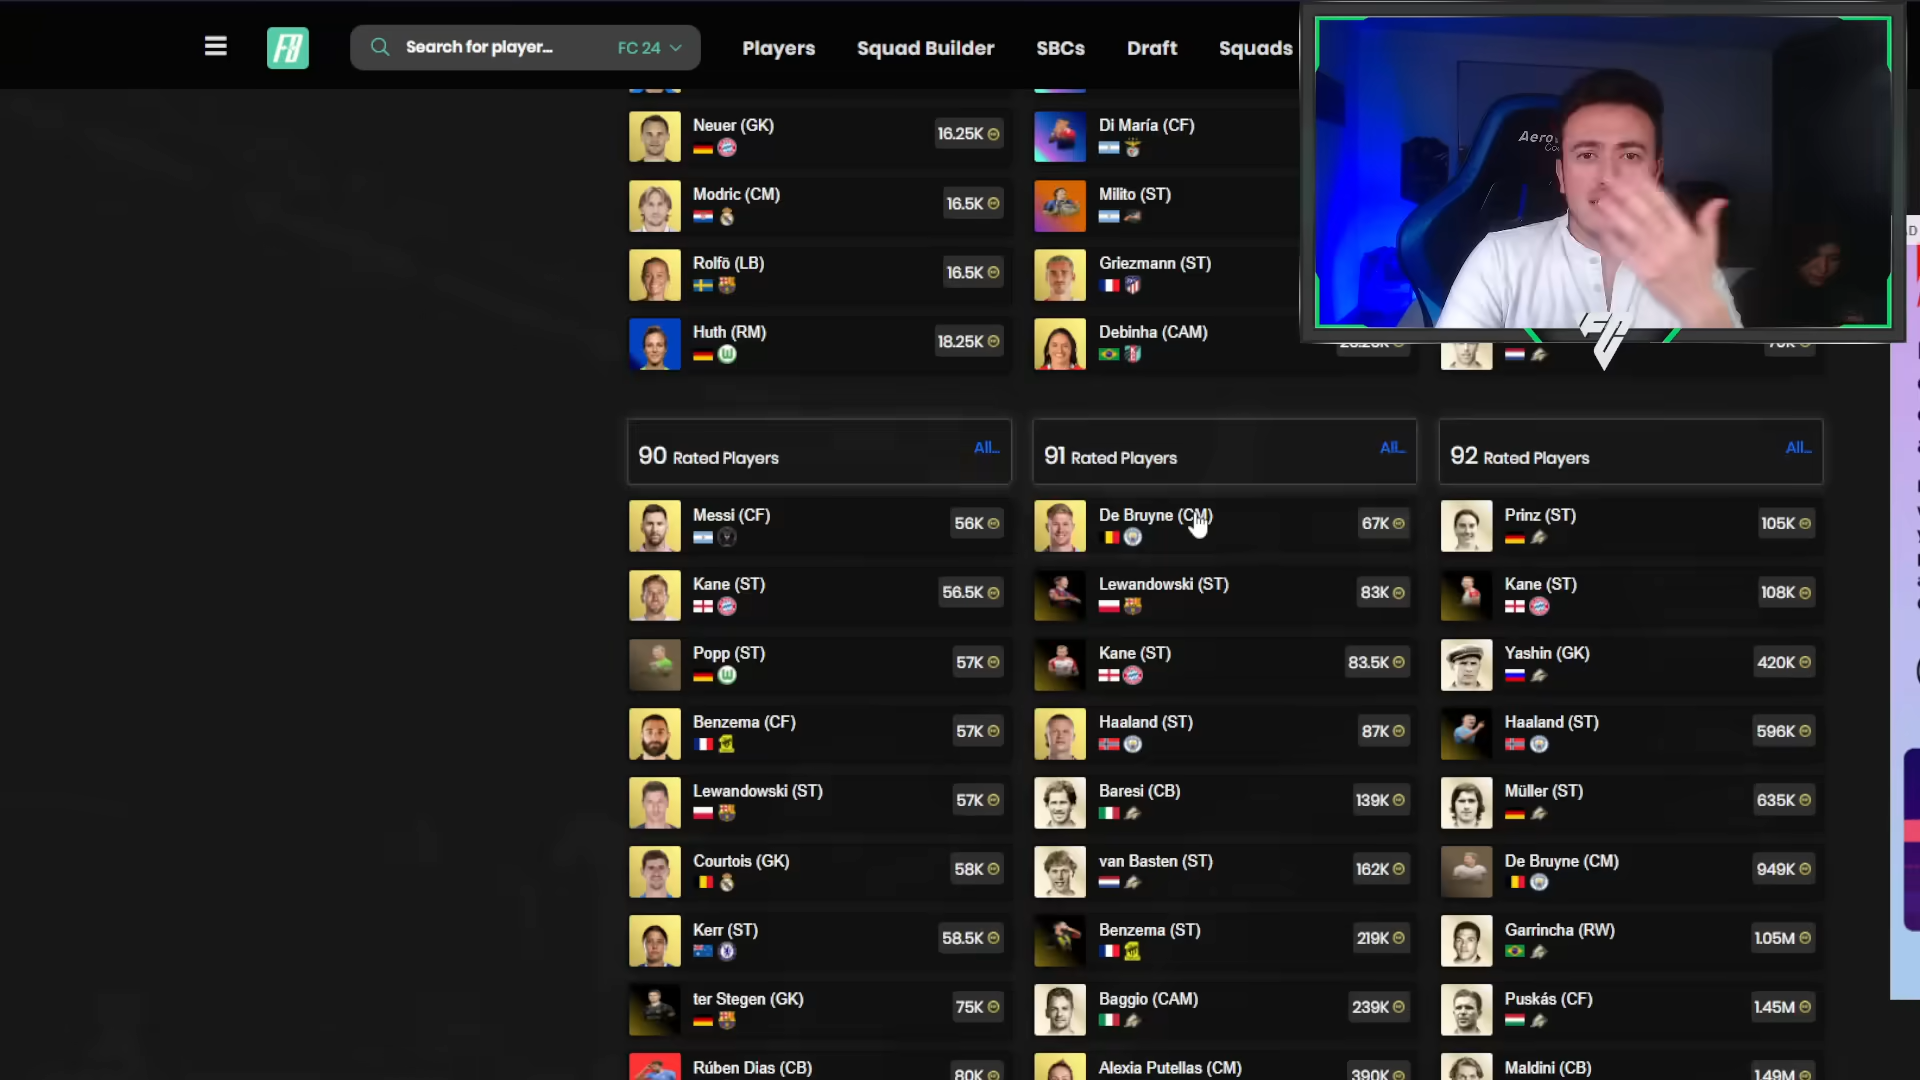 FB Search for player... FC 24 Players Squad Builder SBCs Draft Squads
Neuer (GK) 16.25K
Modric (CM) 16.5K
Rolfö (LB) 16.5K
Huth (RM) 18.25K
Di María (CF)
Milito (ST)
Griezmann (ST)
Debinha (CAM)
90 Rated Players All...
Messi (CF) 56K
Kane (ST) 56.5K
Popp (ST) 57K
Benzema (CF) 57K
Lewandowski (ST) 57K
Courtois (GK) 58K
Kerr (ST) 58.5K
ter Stegen (GK) 75K
Rúben Dias (CB) 80K
91 Rated Players All...
De Bruyne (CM) 67K
Lewandowski (ST) 83K
Kane (ST) 83.5K
Haaland (ST) 87K
Baresi (CB) 139K
van Basten (ST) 162K
Benzema (ST) 219K
Baggio (CAM) 239K
Alexia Putellas (CM) 390K
92 Rated Players All...
Prinz (ST) 105K
Kane (ST) 108K
Yashin (GK) 420K
Haaland (ST) 596K
Müller (ST) 635K
De Bruyne (CM) 949K
Garrincha (RW) 1.05M
Puskás (CF) 1.45M
Maldini (CB) 1.49M